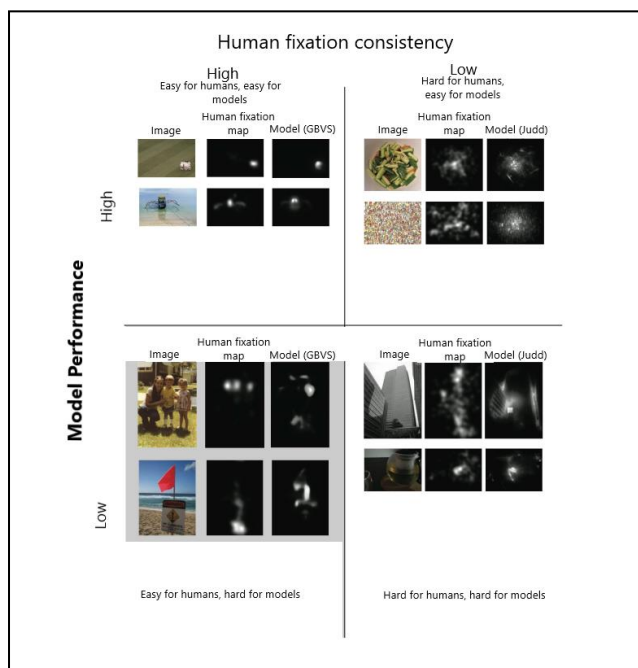 Human fixation consistency
High
Easy for humans, easy for
models
Low
Hard for humans,
easy for models
Image
Human fixation
map
Model (GBVS)
Image
Human fixation
map
Model (Judd)
Model Performance
High
Image
Human fixation
map
Model (GBVS)
Image
Human fixation
map
Model (Judd)
Low
Easy for humans, hard for models
Hard for humans, hard for models